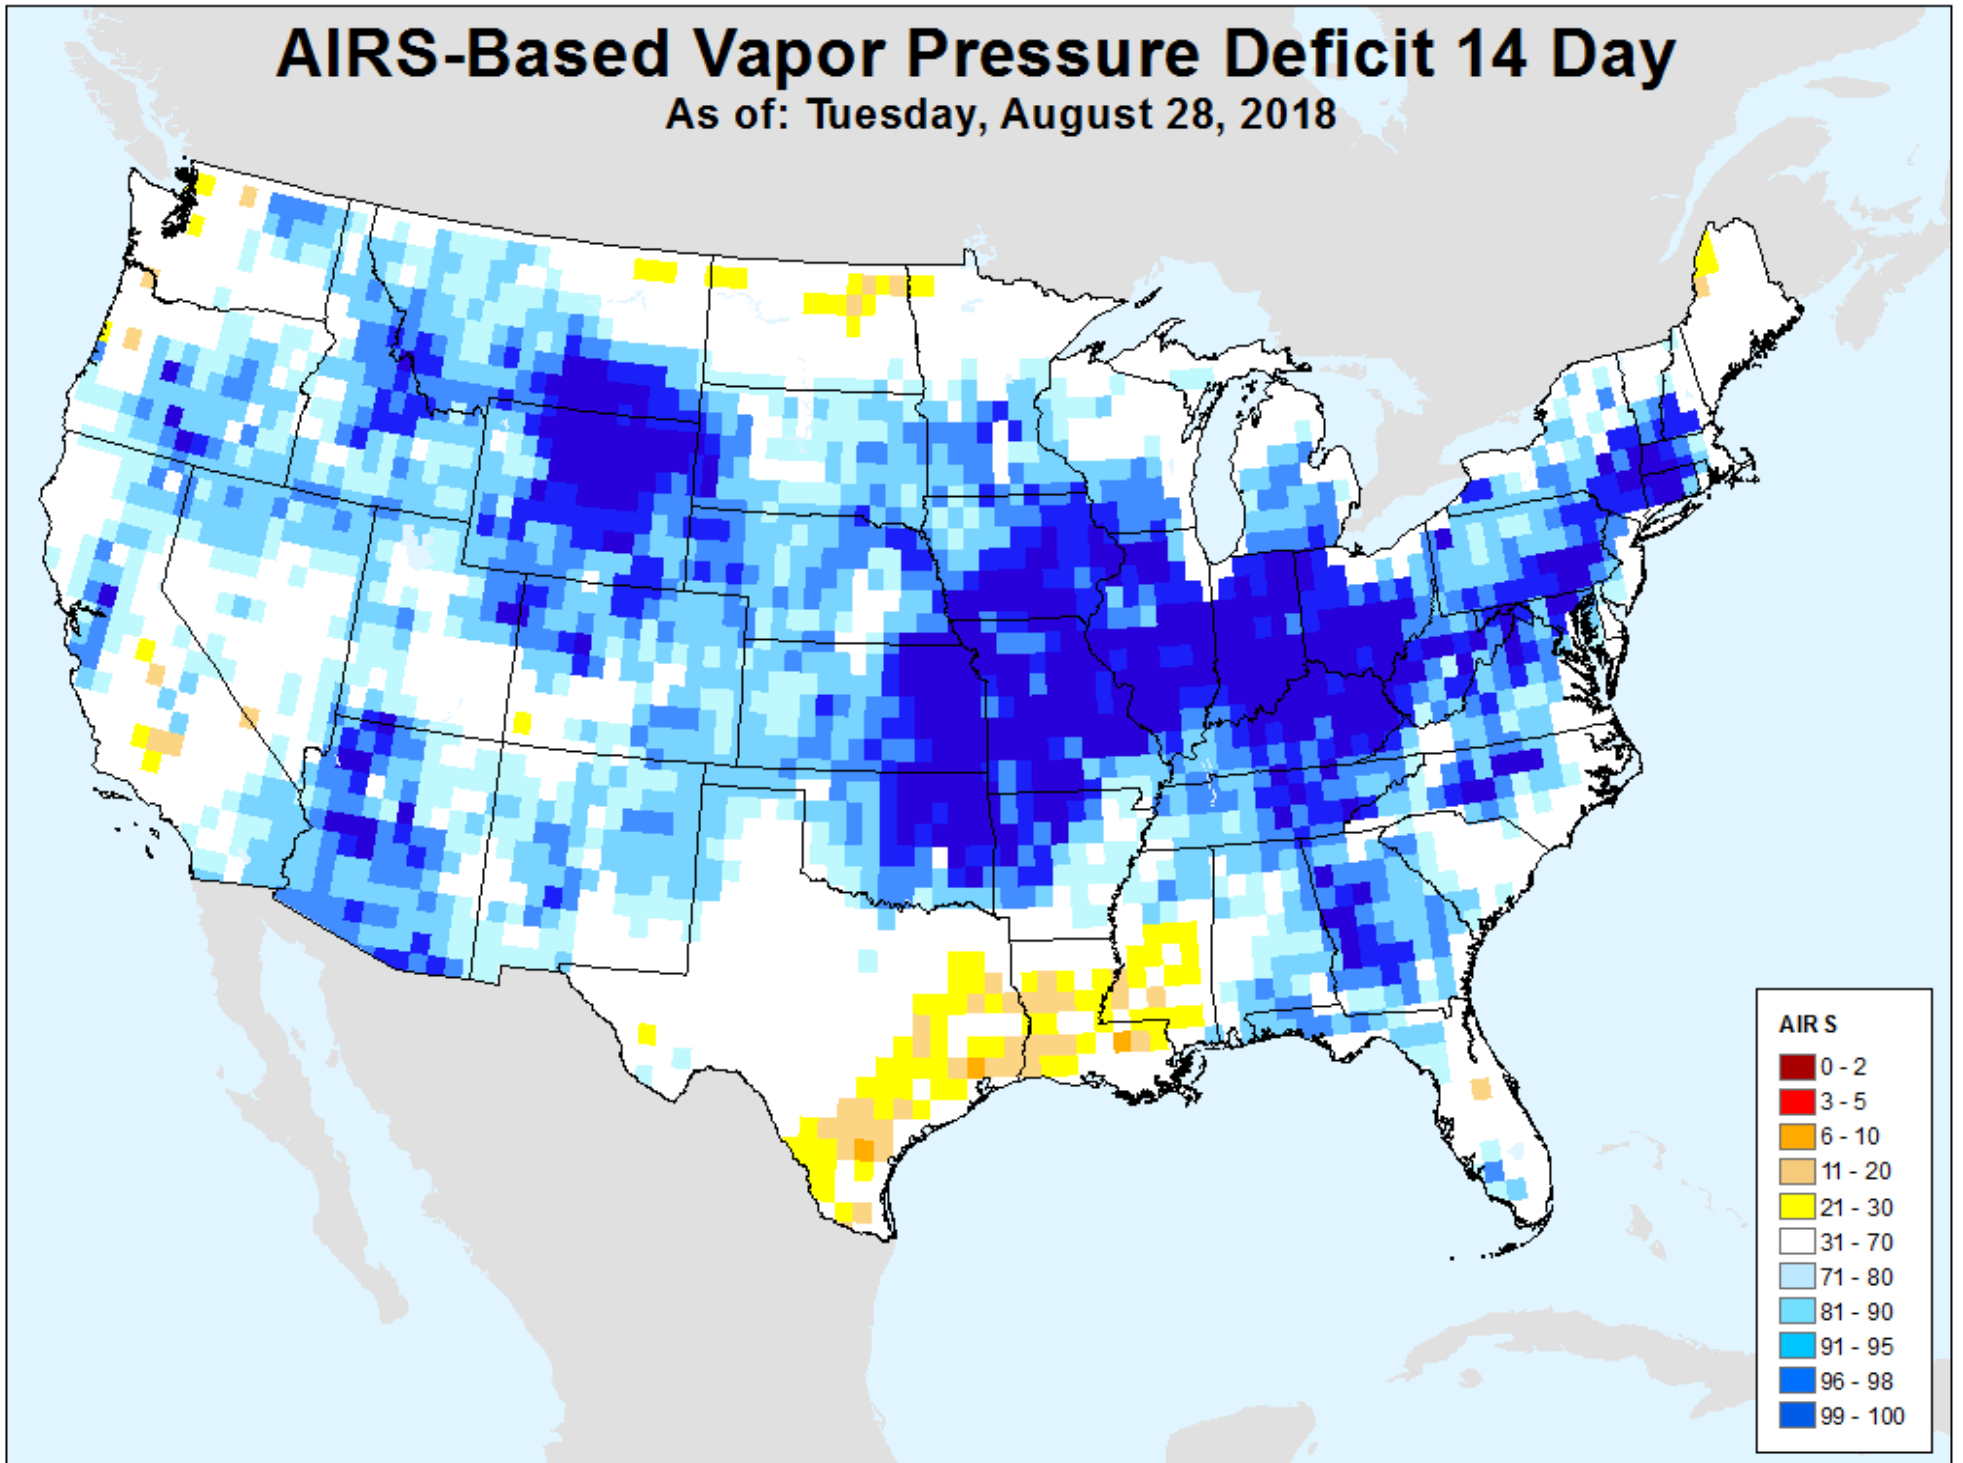 AIRS-Based Vapor Pressure Deficit 14 Day
As of: Tuesday, August 28, 2018
AIRS
0 - 2
3 - 5
6 - 10
11 - 20
21 - 30
31 - 70
71 - 80
81 - 90
91 - 95
96 - 98
99 - 100